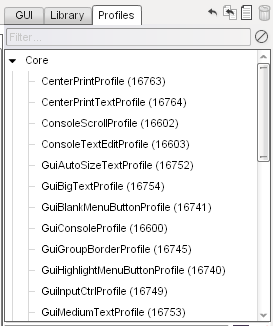 GUI Library Profiles
Filter...
Core
CenterPrintProfile (16763)
CenterPrintTextProfile (16764)
ConsoleScrollProfile (16602)
ConsoleTextEditProfile (16603)
GuiAutoSizeTextProfile (16752)
GuiBigTextProfile (16754)
GuiBlankMenuButtonProfile (16741)
GuiConsoleProfile (16600)
GuiGroupBorderProfile (16745)
GuiHighlightMenuButtonProfile (16740)
GuiInputCtrlProfile (16749)
GuiMediumTextProfile (16753)